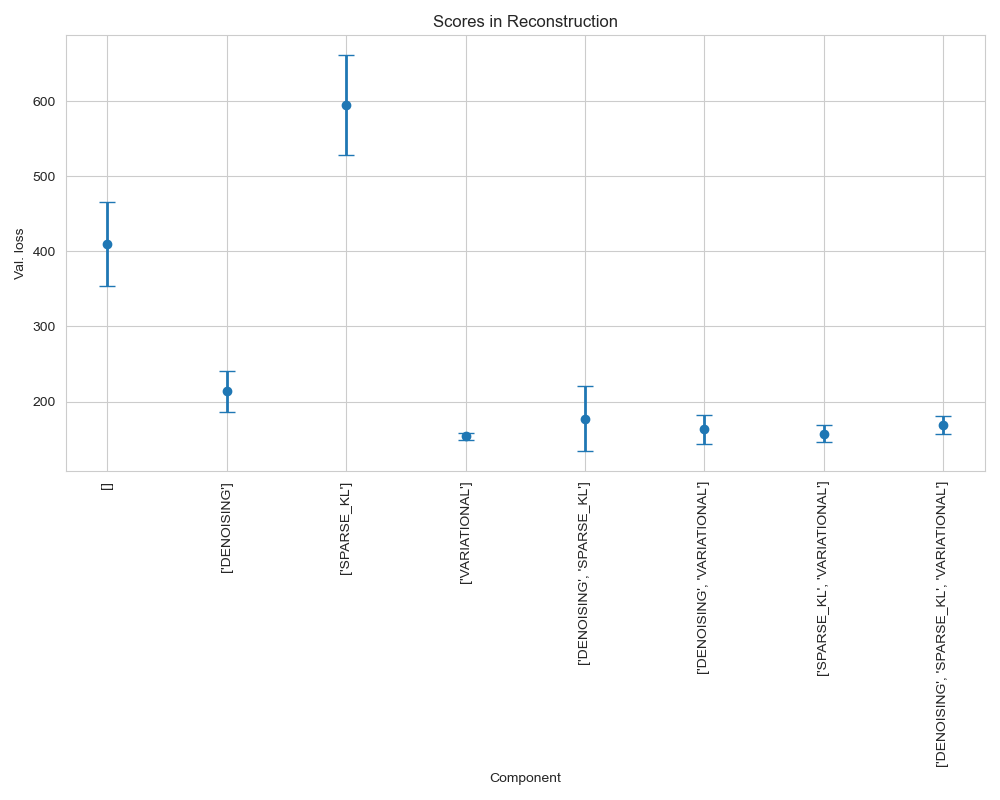 Scores in Reconstruction
Val. loss
600
500
400
300
200
[]
['DENOISING']
['SPARSE_KL']
['VARIATIONAL']
['DENOISING', 'SPARSE_KL']
['DENOISING', 'VARIATIONAL']
['SPARSE_KL', 'VARIATIONAL']
['DENOISING', 'SPARSE_KL', 'VARIATIONAL']
Component